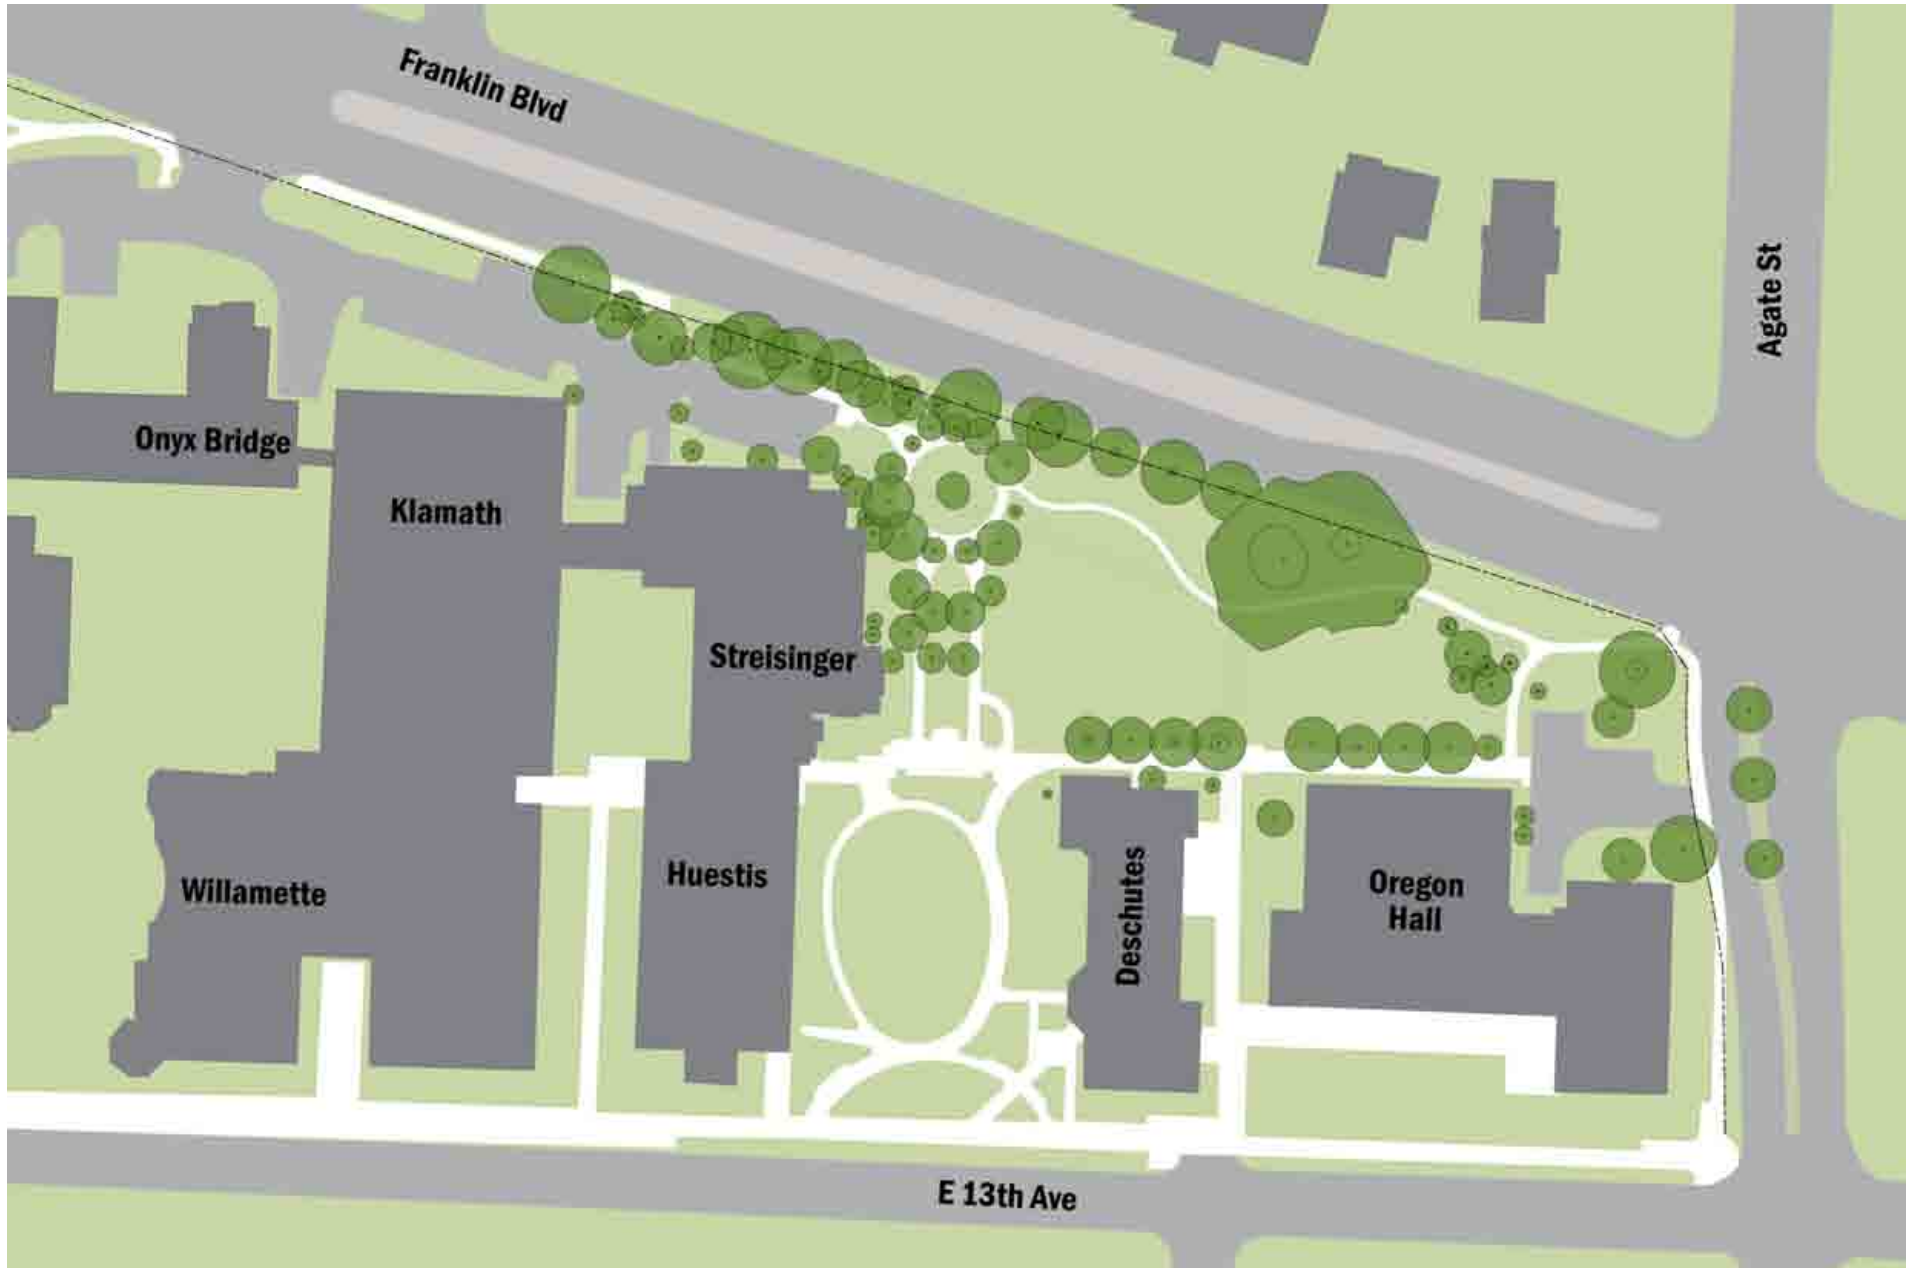 Franklin Blvd
Agate St
Onyx Bridge
Klamath
Streisinger
Willamette
Huestis
Deschutes
Oregon
Hall
E 13th Ave